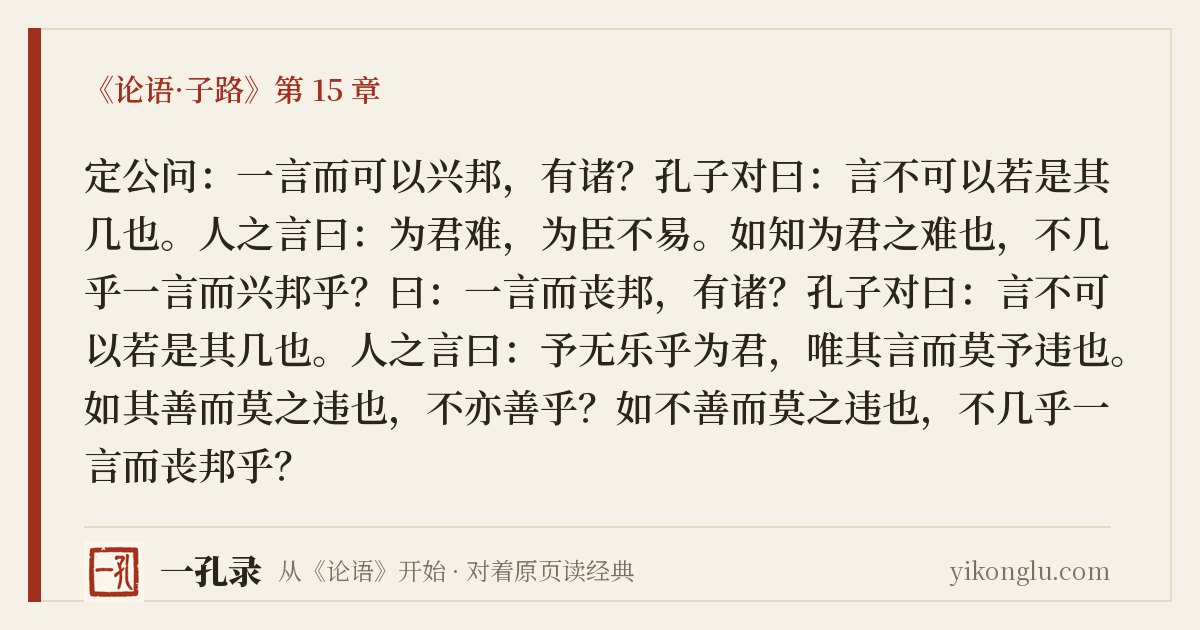 《论语·子路》第 15 章
定公问：一言而可以兴邦，有诸？孔子对曰：言不可以若是其
几也。人之言曰：为君难，为臣不易。如知为君之难也，不几
乎一言而兴邦乎？曰：一言而丧邦，有诸？孔子对曰：言不可
以若是其几也。人之言曰：予无乐乎为君，唯其言而莫予违也。
如其善而莫之违也，不亦善乎？如不善而莫之违也，不几乎一
言而丧邦乎？
一孔
一孔录 从《论语》开始 · 对着原页读经典 yikonglu.com